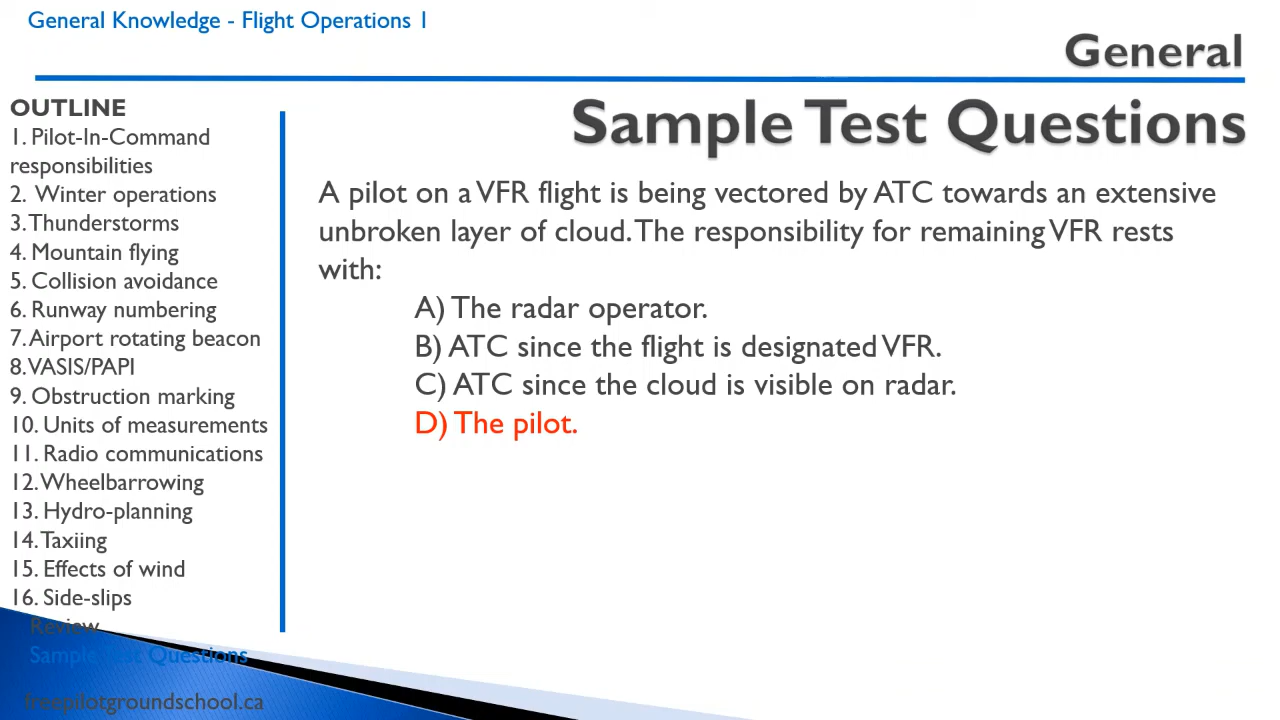 General Knowledge - Flight Operations 1
General
Sample Test Questions
OUTLINE
1. Pilot-In-Command
responsibilities
2. Winter operations
3. Thunderstorms
4. Mountain flying
5. Collision avoidance
6. Runway numbering
7. Airport rotating beacon
8. VASIS/PAPI
9. Obstruction marking
10. Units of measurements
11. Radio communications
12. Wheelbarrowing
13. Hydro-planning
14. Taxiing
15. Effects of wind
16. Side-slips
Review
Sample Test Questions
freepilotgroundschool.ca
A pilot on a VFR flight is being vectored by ATC towards an extensive
unbroken layer of cloud. The responsibility for remaining VFR rests
with:
A) The radar operator.
B) ATC since the flight is designated VFR.
C) ATC since the cloud is visible on radar.
D) The pilot.